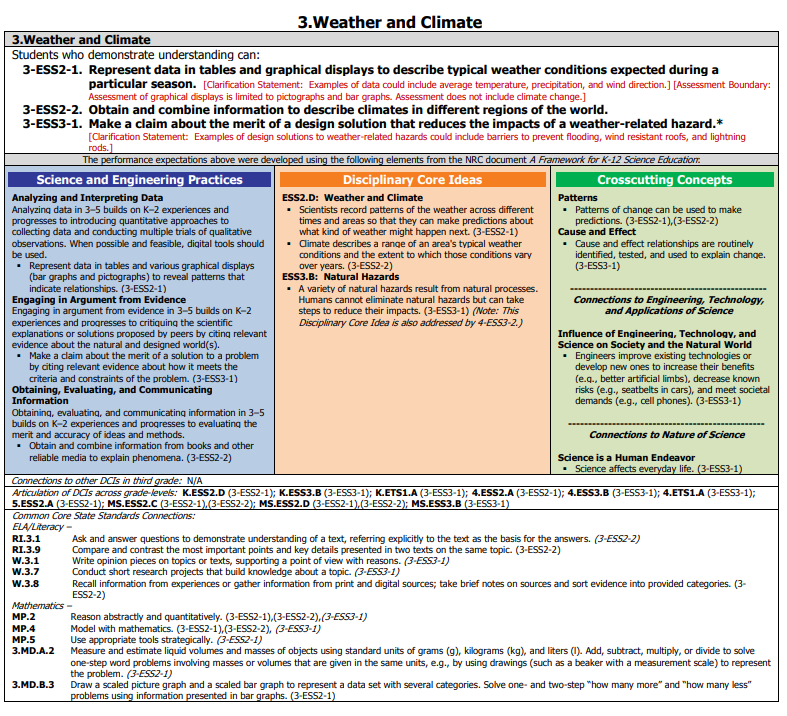 3.Weather and Climate
3.Weather and Climate
Students who demonstrate understanding can:
3-ESS2-1. Represent data in tables and graphical displays to describe typical weather conditions expected during a
particular season. [Clarification Statement: Examples of data could include average temperature, precipitation, and wind direction.] [Assessment Boundary:
Assessment of graphical displays is limited to pictographs and bar graphs. Assessment does not include climate change.]
3-ESS2-2. Obtain and combine information to describe climates in different regions of the world.
3-ESS3-1. Make a claim about the merit of a design solution that reduces the impacts of a weather-related hazard.*
[Clarification Statement: Examples of design solutions to weather-related hazards could include barriers to prevent flooding, wind resistant roofs, and lightning
rods.]
The performance expectations above were developed using the following elements from the NRC document A Framework for K-12 Science Education:
Science and Engineering Practices
Analyzing and Interpreting Data
Analyzing data in 3–5 builds on K–2 experiences and
progresses to introducing quantitative approaches to
collecting data and conducting multiple trials of qualitative
observations. When possible and feasible, digital tools should
be used.
▪ Represent data in tables and various graphical displays
(bar graphs and pictographs) to reveal patterns that
indicate relationships. (3-ESS2-1)
Engaging in Argument from Evidence
Engaging in argument from evidence in 3–5 builds on K–2
experiences and progresses to critiquing the scientific
explanations or solutions proposed by peers by citing relevant
evidence about the natural and designed world(s).
▪ Make a claim about the merit of a solution to a problem
by citing relevant evidence about how it meets the
criteria and constraints of the problem. (3-ESS3-1)
Obtaining, Evaluating, and Communicating
Information
Obtaining, evaluating, and communicating information in 3–5
builds on K–2 experiences and progresses to evaluating the
merit and accuracy of ideas and methods.
▪ Obtain and combine information from books and other
reliable media to explain phenomena. (3-ESS2-2)
Disciplinary Core Ideas
ESS2.D: Weather and Climate
▪ Scientists record patterns of the weather across different
times and areas so that they can make predictions about
what kind of weather might happen next. (3-ESS2-1)
▪ Climate describes a range of an area's typical weather
conditions and the extent to which those conditions vary
over years. (3-ESS2-2)
ESS3.B: Natural Hazards
▪ A variety of natural hazards result from natural processes.
Humans cannot eliminate natural hazards but can take
steps to reduce their impacts. (3-ESS3-1) (Note: This
Disciplinary Core Idea is also addressed by 4-ESS3-2.)
Crosscutting Concepts
Patterns
▪ Patterns of change can be used to make
predictions. (3-ESS2-1),(3-ESS2-2)
Cause and Effect
▪ Cause and effect relationships are routinely
identified, tested, and used to explain change.
(3-ESS3-1)
Connections to Engineering, Technology,
and Applications of Science
Influence of Engineering, Technology, and
Science on Society and the Natural World
▪ Engineers improve existing technologies or
develop new ones to increase their benefits
(e.g., better artificial limbs), decrease known
risks (e.g., seatbelts in cars), and meet societal
demands (e.g., cell phones). (3-ESS3-1)
Connections to Nature of Science
Science is a Human Endeavor
▪ Science affects everyday life. (3-ESS3-1)
Connections to other DCIs in third grade: N/A
Articulation of DCIs across grade-levels: K.ESS2.D (3-ESS2-1); K.ESS3.B (3-ESS3-1); K.ETS1.A (3-ESS3-1); 4.ESS2.A (3-ESS2-1); 4.ESS3.B (3-ESS3-1); 4.ETS1.A (3-ESS3-1);
5.ESS2.A (3-ESS2-1); MS.ESS2.C (3-ESS2-1),(3-ESS2-2); MS.ESS2.D (3-ESS2-1),(3-ESS2-2); MS.ESS3.B (3-ESS3-1)
Common Core State Standards Connections:
ELA/Literacy –
RI.3.1 Ask and answer questions to demonstrate understanding of a text, referring explicitly to the text as the basis for the answers. (3-ESS2-2)
RI.3.9 Compare and contrast the most important points and key details presented in two texts on the same topic. (3-ESS2-2)
W.3.1 Write opinion pieces on topics or texts, supporting a point of view with reasons. (3-ESS3-1)
W.3.7 Conduct short research projects that build knowledge about a topic. (3-ESS3-1)
W.3.8 Recall information from experiences or gather information from print and digital sources; take brief notes on sources and sort evidence into provided categories. (3-
ESS2-2)
Mathematics –
MP.2 Reason abstractly and quantitatively. (3-ESS2-1),(3-ESS2-2),(3-ESS3-1)
MP.4 Model with mathematics. (3-ESS2-1),(3-ESS2-2), (3-ESS3-1)
MP.5 Use appropriate tools strategically. (3-ESS2-1)
3.MD.A.2 Measure and estimate liquid volumes and masses of objects using standard units of grams (g), kilograms (kg), and liters (l). Add, subtract, multiply, or divide to solve
one-step word problems involving masses or volumes that are given in the same units, e.g., by using drawings (such as a beaker with a measurement scale) to represent
the problem. (3-ESS2-1)
3.MD.B.3 Draw a scaled picture graph and a scaled bar graph to represent a data set with several categories. Solve one- and two-step “how many more” and “how many less”
problems using information presented in bar graphs. (3-ESS2-1)